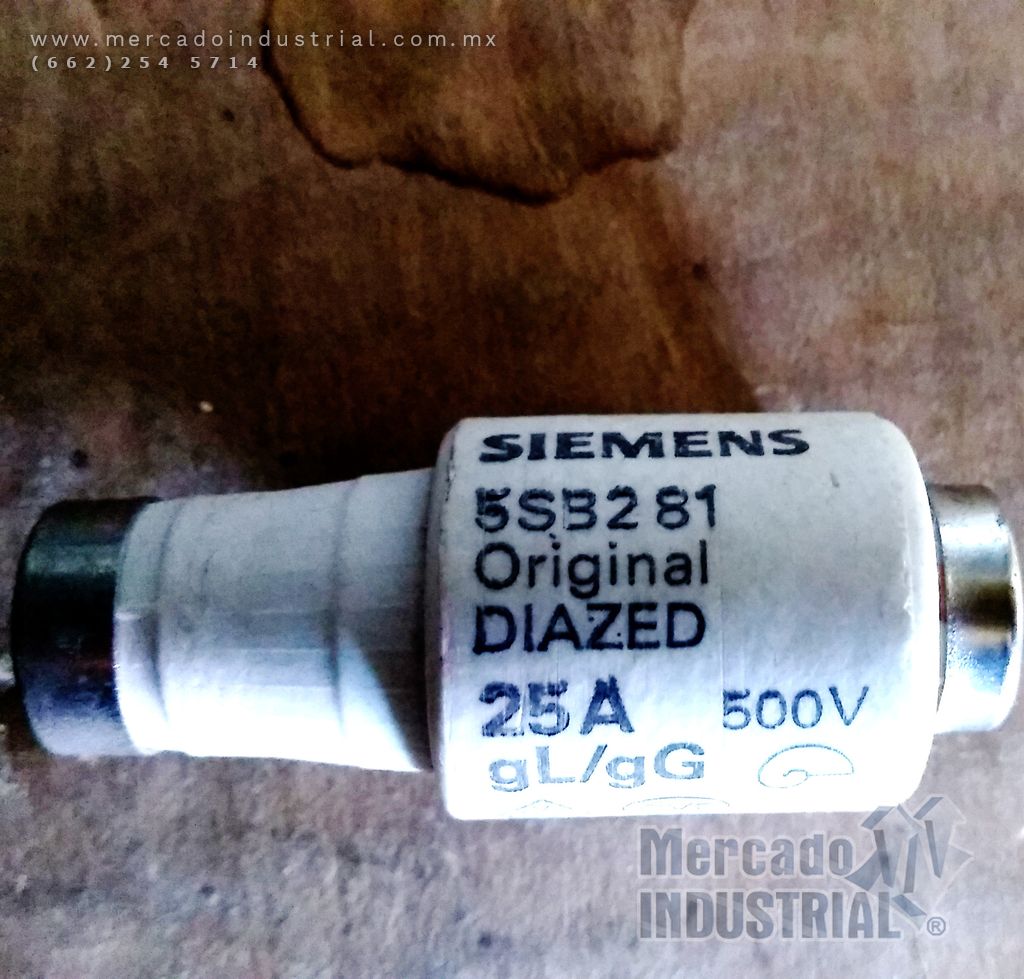 www.mercadoindustrial.com.mx
(662)254 5714
SIEMENS
5SB2 81
Original
DIAZED
25A 500V
gL/gG
Mercado
INDUSTRIAL®